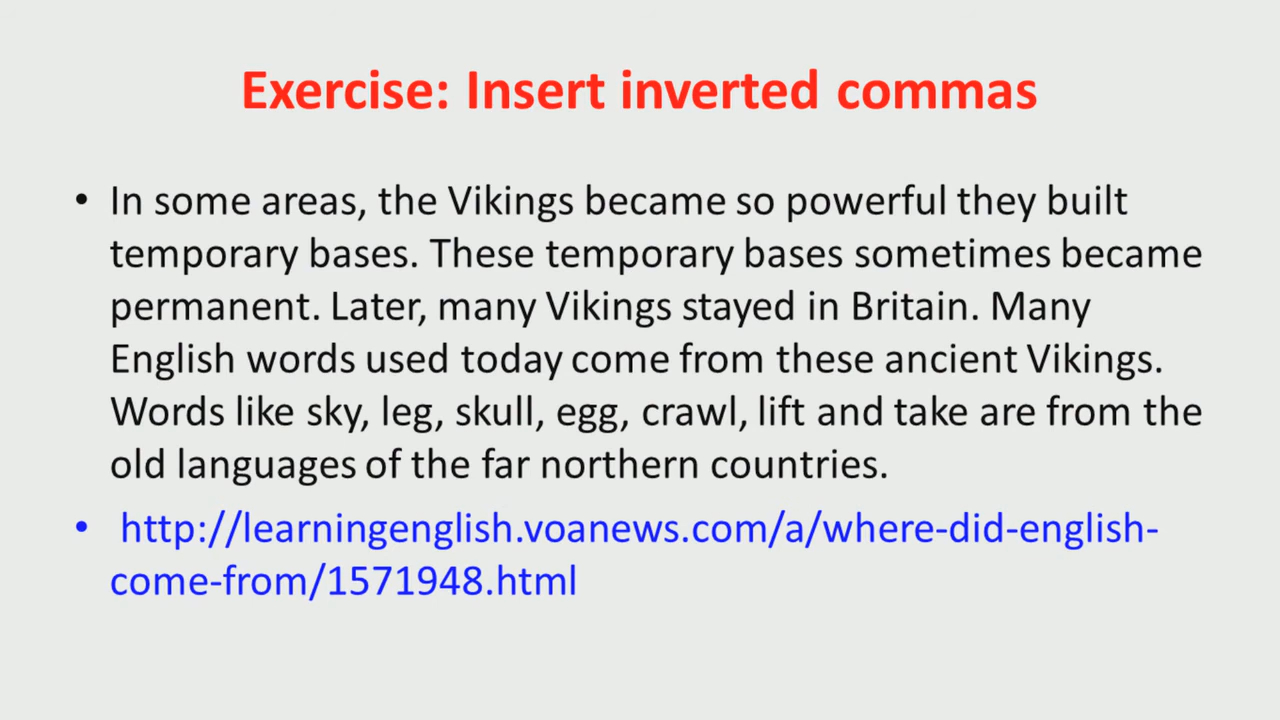 Exercise: Insert inverted commas
• In some areas, the Vikings became so powerful they built
temporary bases. These temporary bases sometimes became
permanent. Later, many Vikings stayed in Britain. Many
English words used today come from these ancient Vikings.
Words like sky, leg, skull, egg, crawl, lift and take are from the
old languages of the far northern countries.
• http://learningenglish.voanews.com/a/where-did-english-
come-from/1571948.html